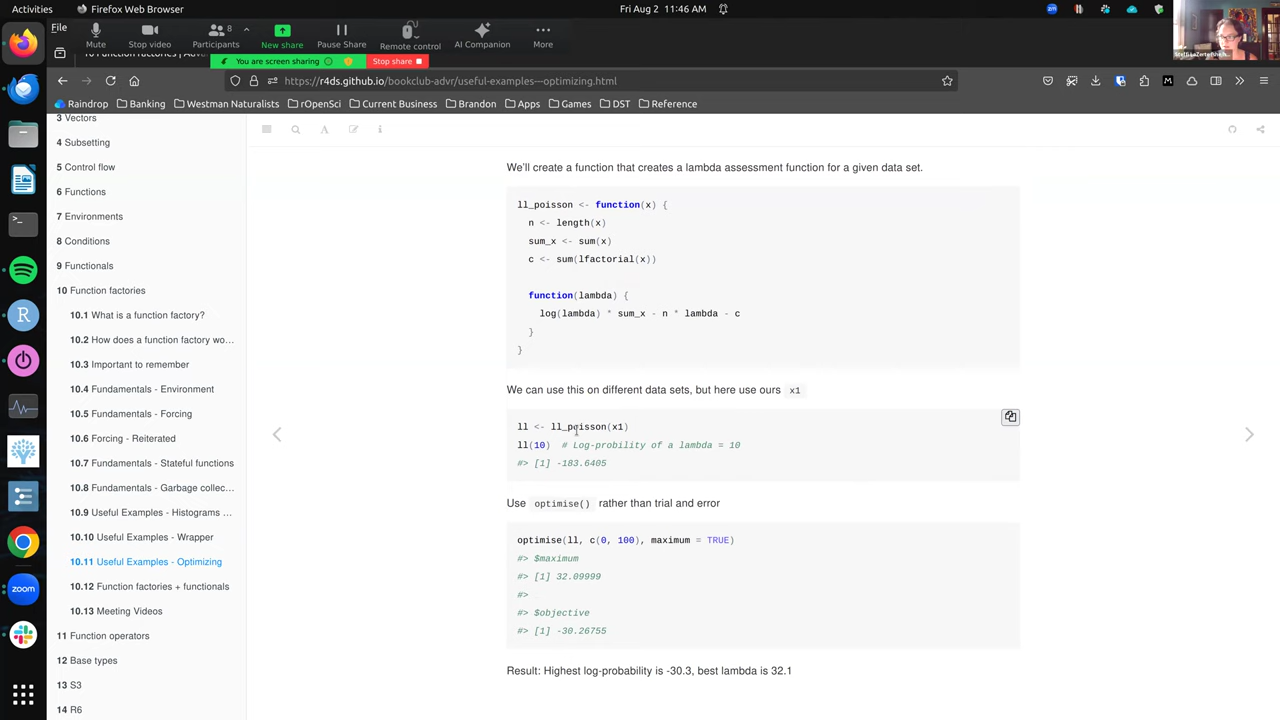 Activities
Firefox Web Browser
Fri Aug 2 11:46 AM
File
Mute
Stop video
8
Participants
New share
Pause Share
Remote control
AI Companion
More
You are screen sharing
Stop share
https://r4ds.github.io/bookclub-advr/useful-examples—optimizing.html
Raindrop
Banking
Westman Naturalists
rOpenSci
Current Business
Brandon
Apps
Games
DST
Reference
3 Vectors
4 Subsetting
5 Control flow
6 Functions
7 Environments
8 Conditions
9 Functionals
10 Function factories
10.1 What is a function factory?
10.2 How does a function factory wo...
10.3 Important to remember
10.4 Fundamentals - Environment
10.5 Fundamentals - Forcing
10.6 Forcing - Reiterated
10.7 Fundamentals - Stateful functions
10.8 Fundamentals - Garbage collec...
10.9 Useful Examples - Histograms ...
10.10 Useful Examples - Wrapper
10.11 Useful Examples - Optimizing
10.12 Function factories + functionals
10.13 Meeting Videos
11 Function operators
12 Base types
13 S3
14 R6
We'll create a function that creates a lambda assessment function for a given data set.
ll_poisson <- function(x) {
n <- length(x)
sum_x <- sum(x)
c <- sum(lfactorial(x))
function(lambda) {
log(lambda) * sum_x - n * lambda - c
}
}
We can use this on different data sets, but here use ours x1
ll <- ll_poisson(x1)
ll(10) # Log-probility of a lambda = 10
#> [1] -183.6405
Use optimise() rather than trial and error
optimise(ll, c(0, 100), maximum = TRUE)
#> $maximum
#> [1] 32.09999
#>
#> $objective
#> [1] -30.26755
Result: Highest log-probability is -30.3, best lambda is 32.1
zoom